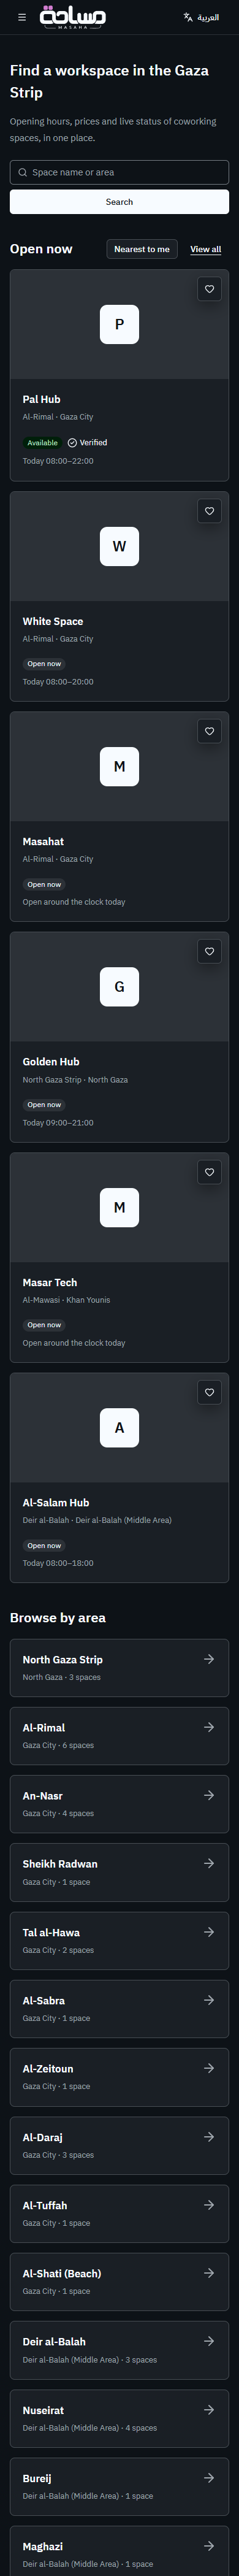 مساحة
MASAHA
العربية
Find a workspace in the Gaza
Strip
Opening hours, prices and live status of coworking
spaces, in one place.
Space name or area
Search
Open now
Nearest to me
View all
P
Pal Hub
Al-Rimal · Gaza City
Available
Verified
Today 08:00–22:00
W
White Space
Al-Rimal · Gaza City
Open now
Today 08:00–20:00
M
Masahat
Al-Rimal · Gaza City
Open now
Open around the clock today
G
Golden Hub
North Gaza Strip · North Gaza
Open now
Today 09:00–21:00
M
Masar Tech
Al-Mawasi · Khan Younis
Open now
Open around the clock today
A
Al-Salam Hub
Deir al-Balah · Deir al-Balah (Middle Area)
Open now
Today 08:00–18:00
Browse by area
North Gaza Strip
North Gaza · 3 spaces
Al-Rimal
Gaza City · 6 spaces
An-Nasr
Gaza City · 4 spaces
Sheikh Radwan
Gaza City · 1 space
Tal al-Hawa
Gaza City · 2 spaces
Al-Sabra
Gaza City · 1 space
Al-Zeitoun
Gaza City · 1 space
Al-Daraj
Gaza City · 3 spaces
Al-Tuffah
Gaza City · 1 space
Al-Shati (Beach)
Gaza City · 1 space
Deir al-Balah
Deir al-Balah (Middle Area) · 3 spaces
Nuseirat
Deir al-Balah (Middle Area) · 4 spaces
Bureij
Deir al-Balah (Middle Area) · 1 space
Maghazi
Deir al-Balah (Middle Area) · 1 space